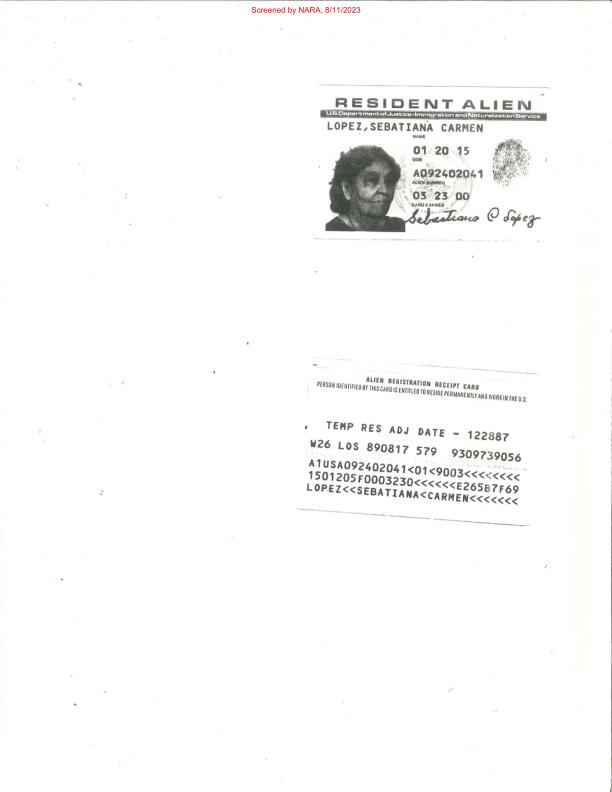 Screened by NARA, 8/11/2023
RESIDENT ALIEN
U.S. Department of Justice-Immigration and Naturalization Service
LOPEZ,SEBATIANA CARMEN
NAME
01 20 15
DOB
A092402041
ALIEN NUMBER
03 23 00
CARD EXPIRES
Sebastiana C Lopez
ALIEN REGISTRATION RECEIPT CARD
PERSON IDENTIFIED BY THIS CARD IS ENTITLED TO RESIDE PERMANENTLY AND WORK IN THE U.S.
TEMP RES ADJ DATE - 122887
W26 LOS 890817 579 9309739056
A1USA092402041<01<9003<<<<<<<<
1501205F0003230<<<<<<E265B7F69
LOPEZ<<SEBATIANA<CARMEN<<<<<<<